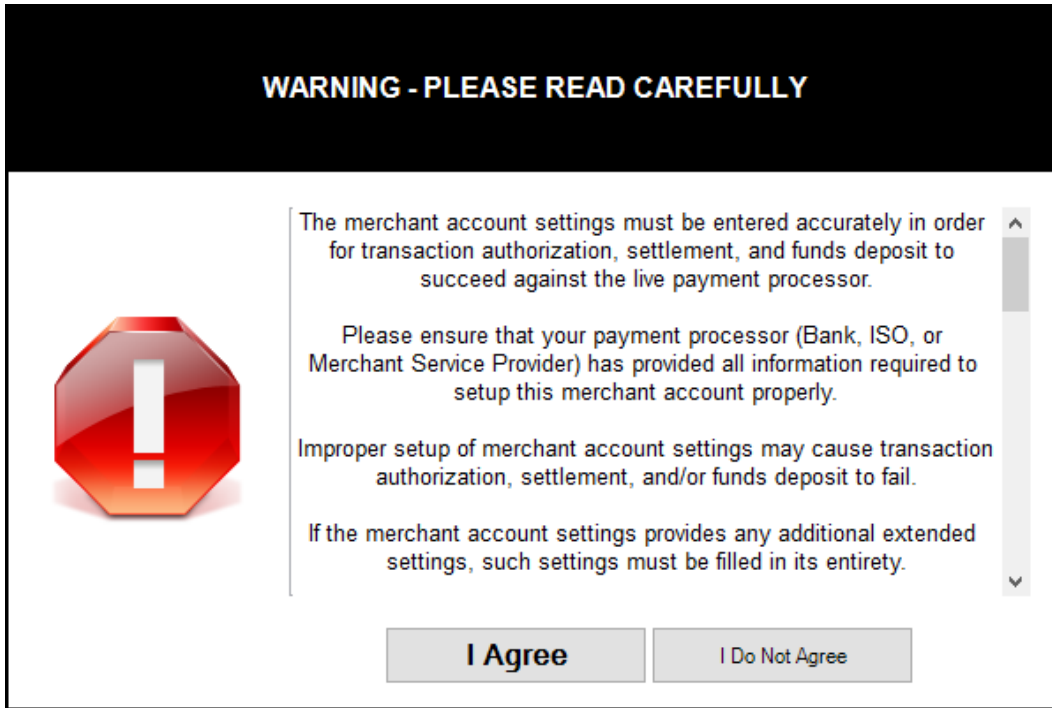 WARNING - PLEASE READ CAREFULLY
The merchant account settings must be entered accurately in order
for transaction authorization, settlement, and funds deposit to
succeed against the live payment processor.
Please ensure that your payment processor (Bank, ISO, or
Merchant Service Provider) has provided all information required to
setup this merchant account properly.
Improper setup of merchant account settings may cause transaction
authorization, settlement, and/or funds deposit to fail.
If the merchant account settings provides any additional extended
settings, such settings must be filled in its entirety.
I Agree
I Do Not Agree